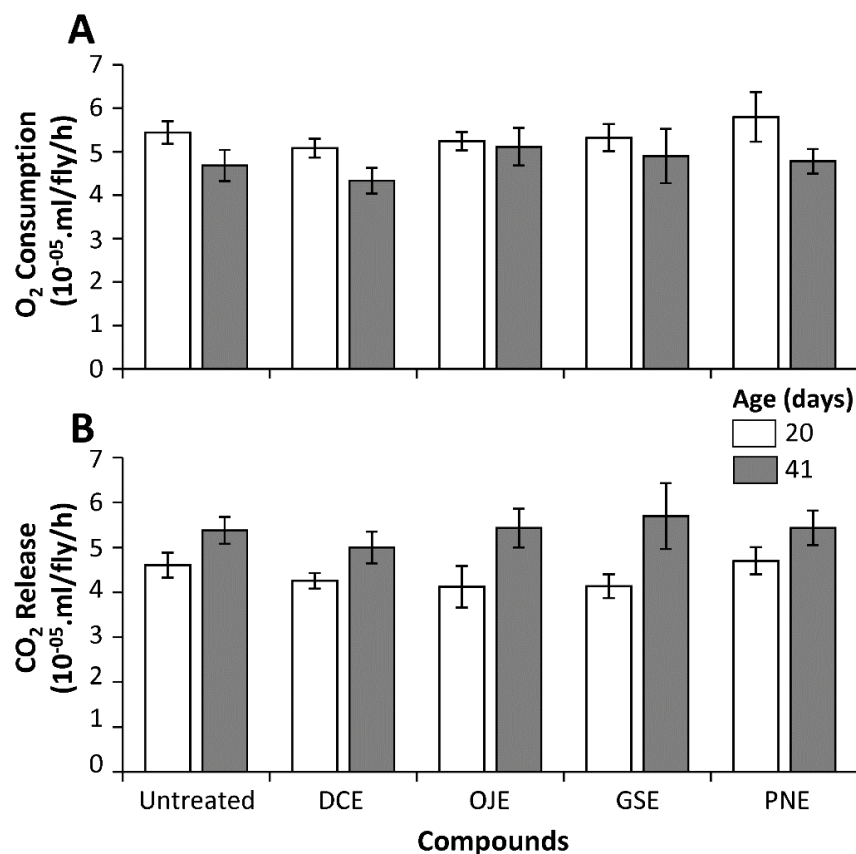 A
O₂ Consumption
(10⁻⁰⁵.ml/fly/h)
7
6
5
4
3
2
1
0
Age (days)
20
41
B
CO₂ Release
(10⁻⁰⁵.ml/fly/h)
7
6
5
4
3
2
1
0
Untreated DCE OJE GSE PNE
Compounds